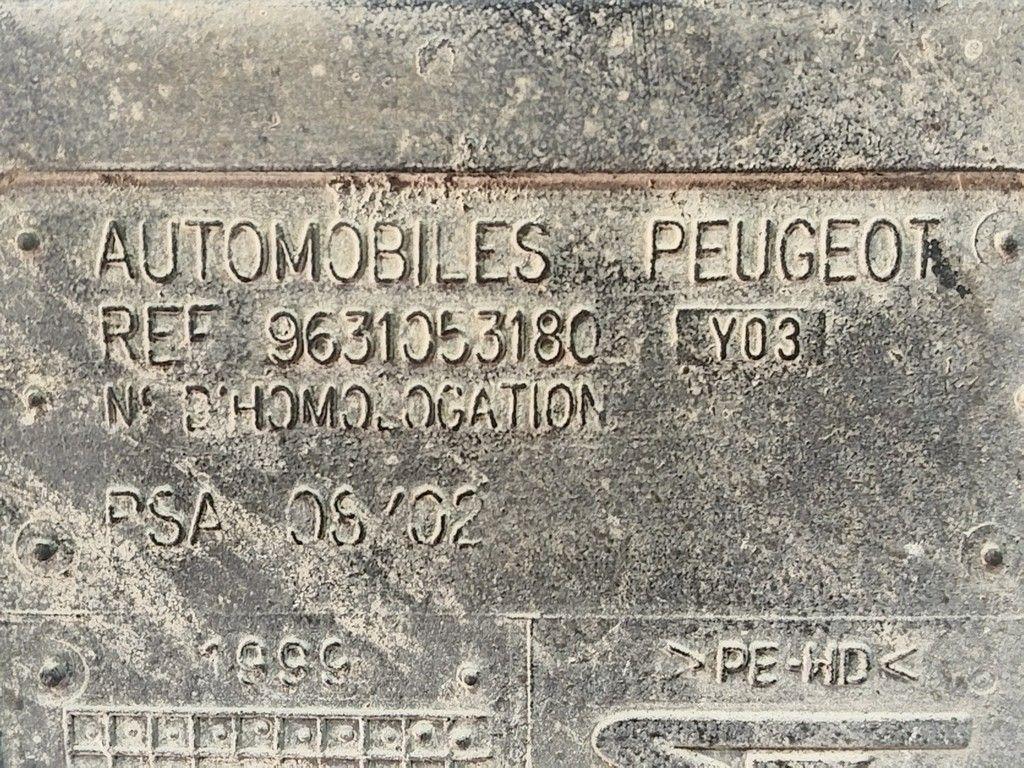 AUTOMOBILES PEUGEOT
REF 9631053180 Y03
N° D'HOMOLOGATION
PSA 08/02
1999
>PE-HD<